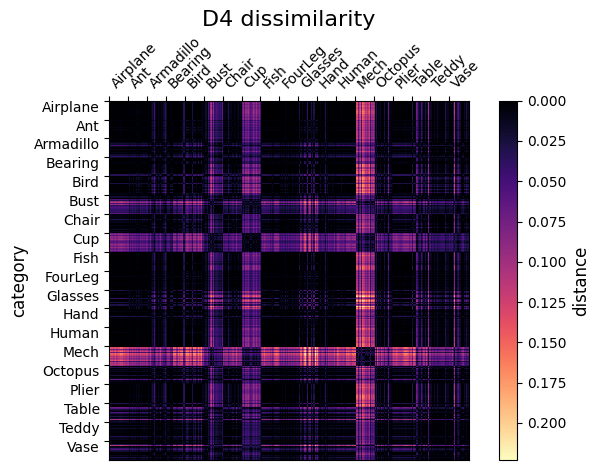 D4 dissimilarity
Airplane
Ant
Armadillo
Bearing
Bird
Bust
Chair
Cup
Fish
FourLeg
Glasses
Hand
Human
Mech
Octopus
Plier
Table
Teddy
Vase
category
Airplane
Ant
Armadillo
Bearing
Bird
Bust
Chair
Cup
Fish
FourLeg
Glasses
Hand
Human
Mech
Octopus
Plier
Table
Teddy
Vase
0.000
0.025
0.050
0.075
0.100
0.125
0.150
0.175
0.200
distance